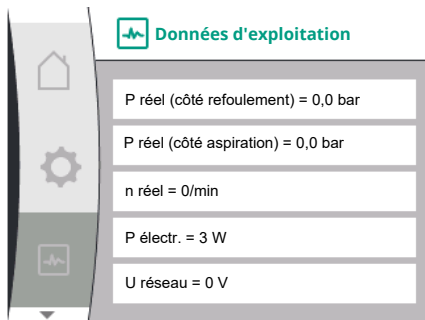 Données d'exploitation
P réel (côté refoulement) = 0,0 bar
P réel (côté aspiration) = 0,0 bar
n réel = 0/min
P électr. = 3 W
U réseau = 0 V